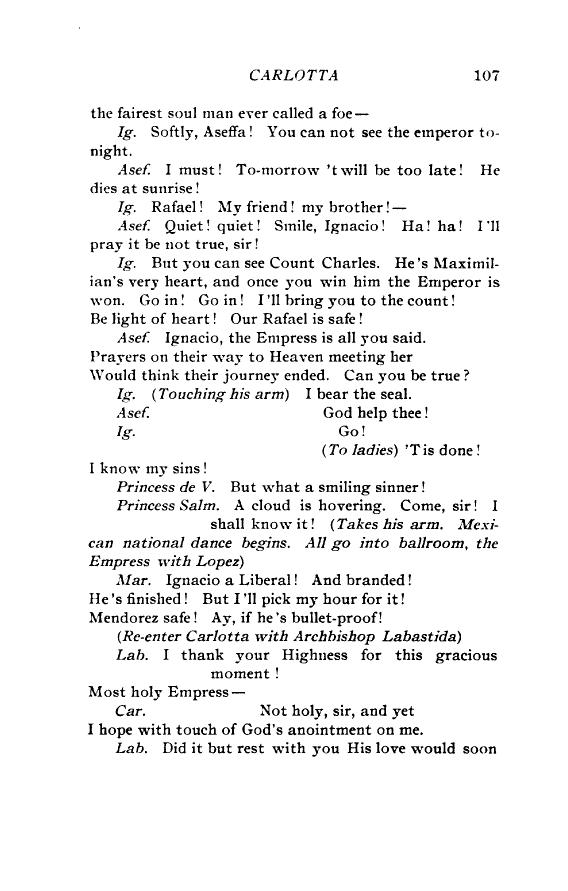 CARLOTTA 107
the fairest soul man ever called a foe—
Ig. Softly, Aseffa! You can not see the emperor to-
night.
Asef. I must! To-morrow 'twill be too late! He
dies at sunrise!
Ig. Rafael! My friend! my brother!—
Asef. Quiet! quiet! Smile, Ignacio! Ha! ha! I'll
pray it be not true, sir!
Ig. But you can see Count Charles. He's Maximil-
ian's very heart, and once you win him the Emperor is
won. Go in! Go in! I'll bring you to the count!
Be light of heart! Our Rafael is safe!
Asef. Ignacio, the Empress is all you said.
Prayers on their way to Heaven meeting her
Would think their journey ended. Can you be true?
Ig. (Touching his arm) I bear the seal.
Asef. God help thee!
Ig. Go!
(To ladies) 'Tis done!
I know my sins!
Princess de V. But what a smiling sinner!
Princess Salm. A cloud is hovering. Come, sir! I
shall know it! (Takes his arm. Mexi-
can national dance begins. All go into ballroom, the
Empress with Lopez)
Mar. Ignacio a Liberal! And branded!
He's finished! But I'll pick my hour for it!
Mendorez safe! Ay, if he's bullet-proof!
(Re-enter Carlotta with Archbishop Labastida)
Lab. I thank your Highness for this gracious
moment!
Most holy Empress—
Car. Not holy, sir, and yet
I hope with touch of God's anointment on me.
Lab. Did it but rest with you His love would soon